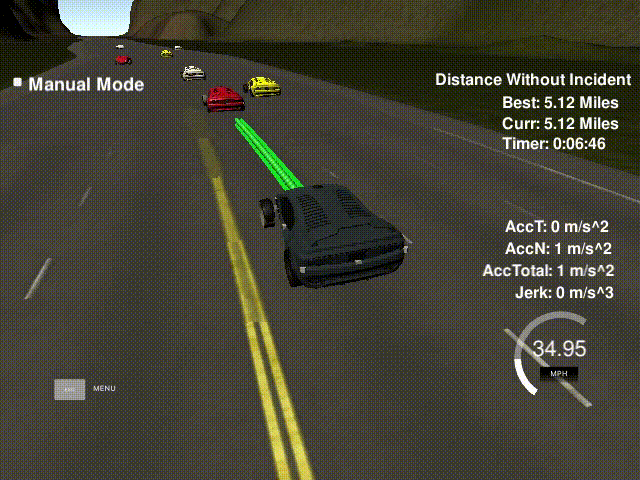 Manual Mode
Distance Without Incident
Best: 5.12 Miles
Curr: 5.12 Miles
Timer: 0:06:46
AccT: 0 m/s^2
AccN: 1 m/s^2
AccTotal: 1 m/s^2
Jerk: 0 m/s^3
34.95
MPH
MENU